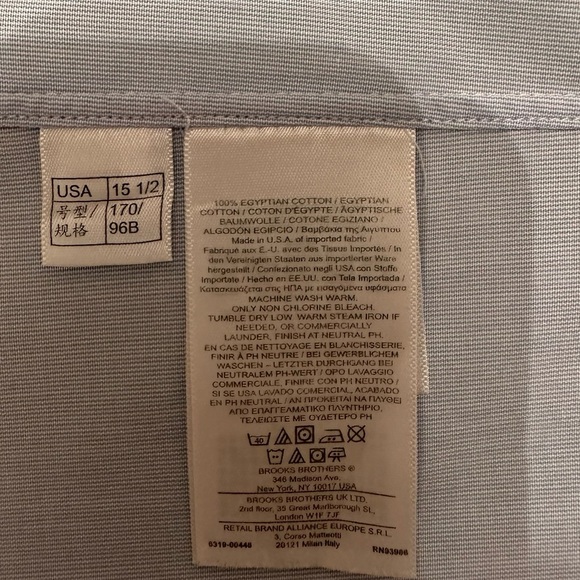 USA 15 1/2
号型/ 170/
规格 96B
100% EGYPTIAN COTTON / EGYPTIAN
COTTON / COTON D'ÉGYPTE / ÄGYPTISCHE
BAUMWOLLE / COTONE EGIZIANO /
ALGODÓN EGIPCIO / Βαμβάκι της Αιγυπτου
Made in U.S.A. of imported fabric /
Fabriqué aux E.-U. avec des Tissus Importés / In
den Vereinigten Staaten aus importierter Ware
hergestellt / Confezionato negli USA con Stoffe
Importate / Hecho en EE.UU. con Tela Importada /
Κατασκευάζεται στις ΗΠΑ με εισαγόμενα υφάσματα
MACHINE WASH WARM.
ONLY NON CHLORINE BLEACH.
TUMBLE DRY LOW. WARM STEAM IRON IF
NEEDED, OR COMMERCIALLY
LAUNDER, FINISH AT NEUTRAL PH.
EN CAS DE NETTOYAGE EN BLANCHISSERIE,
FINIR À PH NEUTRE / BEI GEWERBLICHEM
WASCHEN - LETZTER DURCHGANG BEI
NEUTRALEM PH-WERT / OPO LAVAGGIO
COMMERCIALE, FINIRE CON PH NEUTRO /
SI SE USA LAVADO COMERCIAL, ACABADO
EN PH NEUTRAL / ΑΝ ΠΡΟΚΕΙΤΑΙ ΝΑ ΠΛΥΘΕΙ
ΑΠΟ ΕΠΑΓΓΕΛΜΑΤΙΚΟ ΠΛΥΝΤΗΡΙΟ,
ΤΕΛΕΙΩΣΤΕ ΜΕ ΟΥΔΕΤΕΡΟ PH
40
BROOKS BROTHERS ®
346 Madison Ave.
New York, NY 10017 USA
BROOKS BROTHERS UK LTD.
2nd floor, 35 Great Marlborough St,
London W1F 7JF
RETAIL BRAND ALLIANCE EUROPE S.R.L.
3, Corso Matteotti
20121 Milan Italy
6319-00446 RN93986